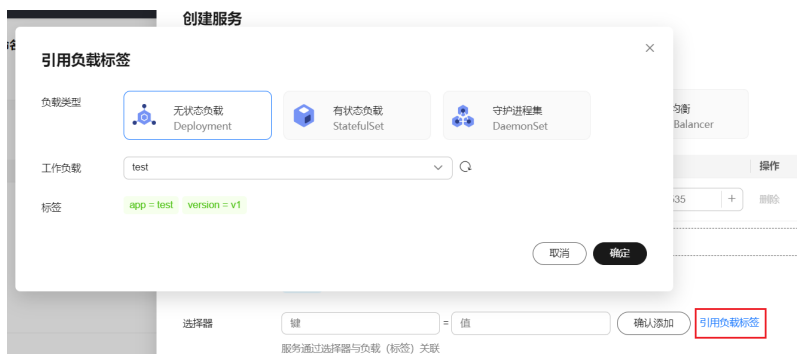 创建服务
引用负载标签
负载类型
无状态负载
Deployment
有状态负载
StatefulSet
守护进程集
DaemonSet
均衡
Balancer
工作负载
test
操作
标签
app = test version = v1
535
删除
取消
确定
选择器
键
=
值
确认添加
引用负载标签
服务通过选择器与负载（标签）关联